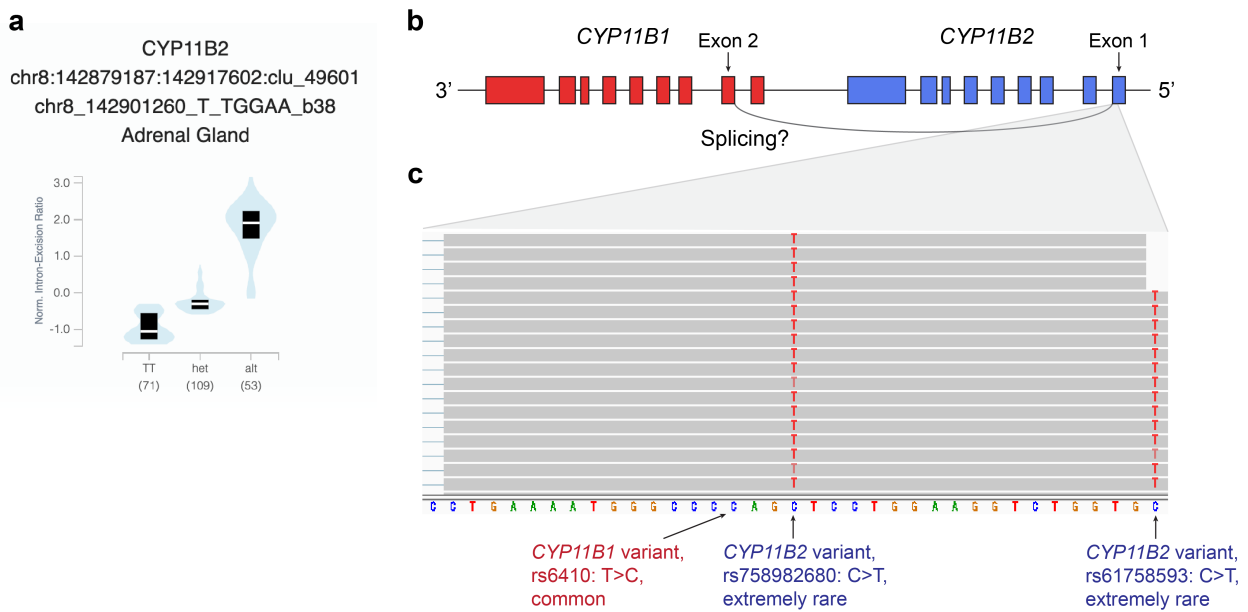 a
CYP11B2
chr8:142879187:142917602:clu_49601
chr8_142901260_T_TGGAA_b38
Adrenal Gland
Norm. Intron-Excision Ratio
3.0
2.0
1.0
0.0
-1.0
TT
het
alt
(71)
(109)
(53)
b
CYP11B1
Exon 2
CYP11B2
Exon 1
3’
5’
Splicing?
c
T
T
T
T
T
T T
T T
T T
T T
T T
T T
T T
T T
T T
T T
T T
T T
T T
C C T G A A A A T G G G C C C C A G C T C C T G G A A G G T C T G G T G C
CYP11B1 variant,
rs6410: T>C,
common
CYP11B2 variant,
rs758982680: C>T,
extremely rare
CYP11B2 variant,
rs61758593: C>T,
extremely rare